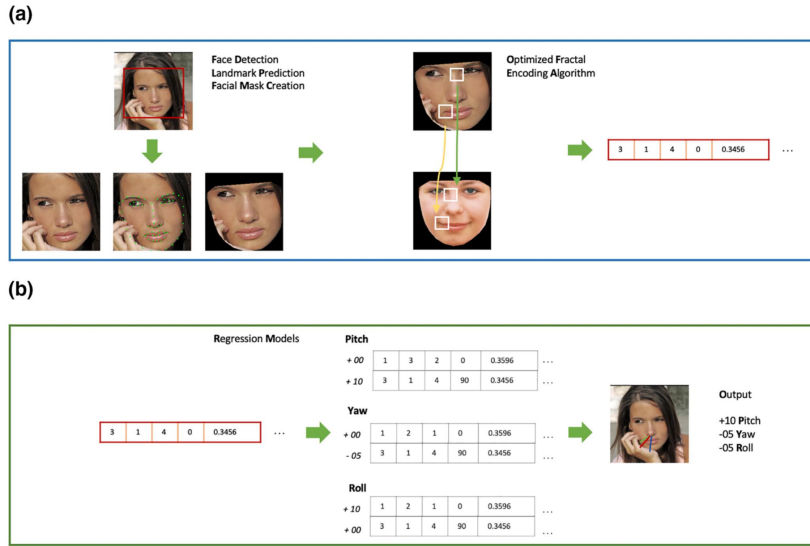 (a)
Face Detection
Landmark Prediction
Facial Mask Creation
Optimized Fractal
Encoding Algorithm
3 1 4 0 0.3456 ...
(b)
Regression Models
Pitch
+ 00 1 3 2 0 0.3596 ...
+ 10 3 1 4 90 0.3456 ...
Yaw
+ 00 1 2 1 0 0.3596 ...
- 05 3 1 4 90 0.3456 ...
Roll
+ 10 1 2 1 0 0.3596 ...
+ 00 3 1 4 90 0.3456 ...
3 1 4 0 0.3456 ...
Output
+10 Pitch
-05 Yaw
-05 Roll